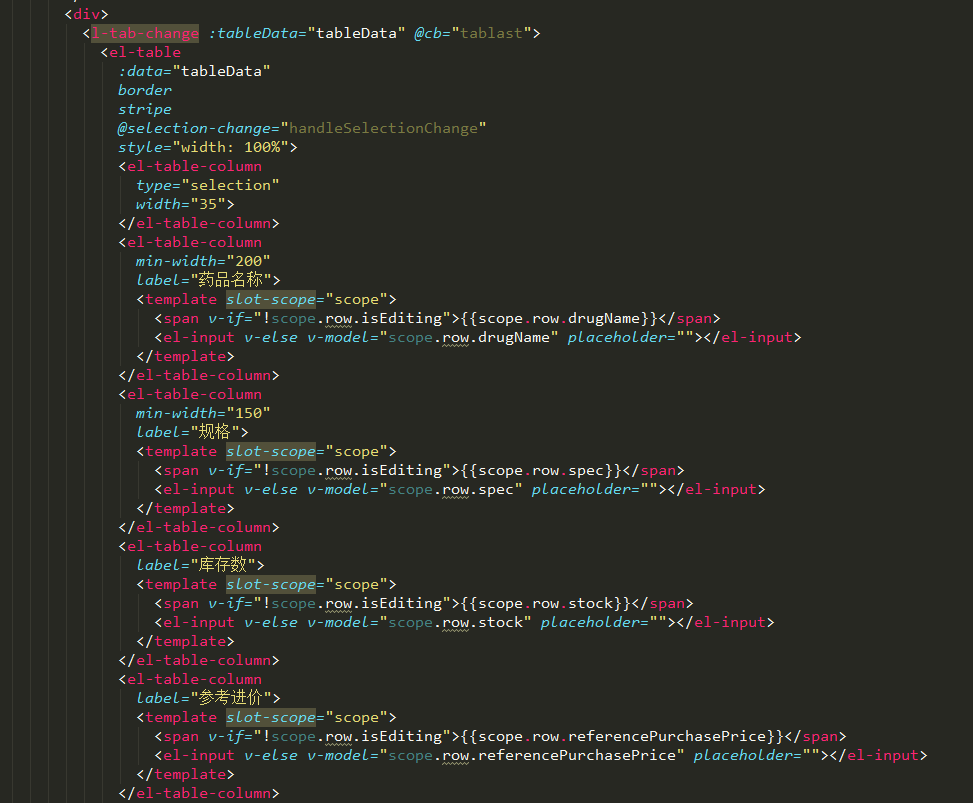 <div>
<l-tab-change :tableData="tableData" @cb="tablast">
<el-table
:data="tableData"
border
stripe
@selection-change="handleSelectionChange"
style="width: 100%">
<el-table-column
type="selection"
width="35">
</el-table-column>
<el-table-column
min-width="200"
label="药品名称">
<template slot-scope="scope">
<span v-if="!scope.row.isEditing">{{scope.row.drugName}}</span>
<el-input v-else v-model="scope.row.drugName" placeholder=""></el-input>
</template>
</el-table-column>
<el-table-column
min-width="150"
label="规格">
<template slot-scope="scope">
<span v-if="!scope.row.isEditing">{{scope.row.spec}}</span>
<el-input v-else v-model="scope.row.spec" placeholder=""></el-input>
</template>
</el-table-column>
<el-table-column
label="库存数">
<template slot-scope="scope">
<span v-if="!scope.row.isEditing">{{scope.row.stock}}</span>
<el-input v-else v-model="scope.row.stock" placeholder=""></el-input>
</template>
</el-table-column>
<el-table-column
label="参考进价">
<template slot-scope="scope">
<span v-if="!scope.row.isEditing">{{scope.row.referencePurchasePrice}}</span>
<el-input v-else v-model="scope.row.referencePurchasePrice" placeholder=""></el-input>
</template>
</el-table-column>